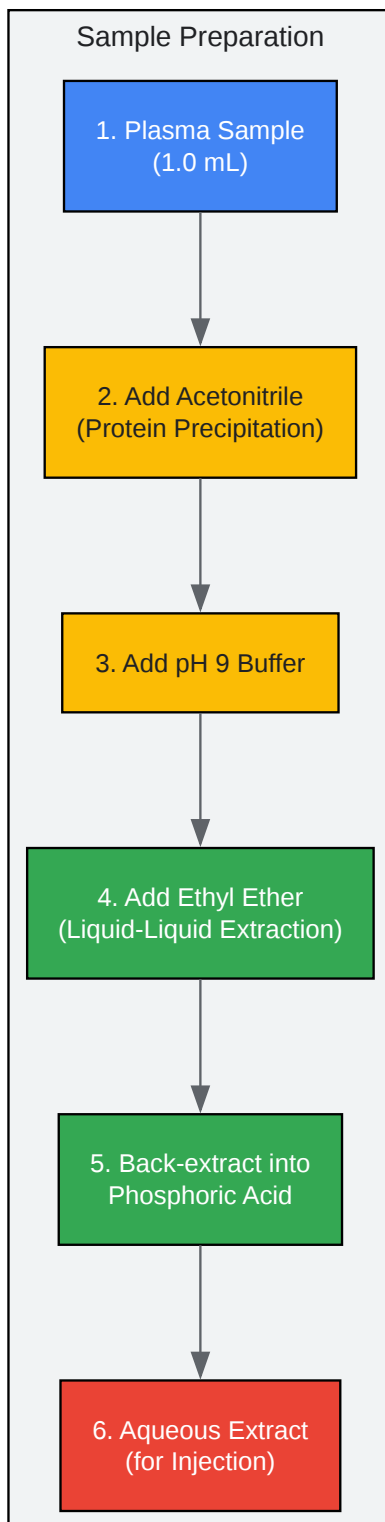 Sample Preparation
1. Plasma Sample
(1.0 mL)
2. Add Acetonitrile
(Protein Precipitation)
3. Add pH 9 Buffer
4. Add Ethyl Ether
(Liquid-Liquid Extraction)
5. Back-extract into
Phosphoric Acid
6. Aqueous Extract
(for Injection)